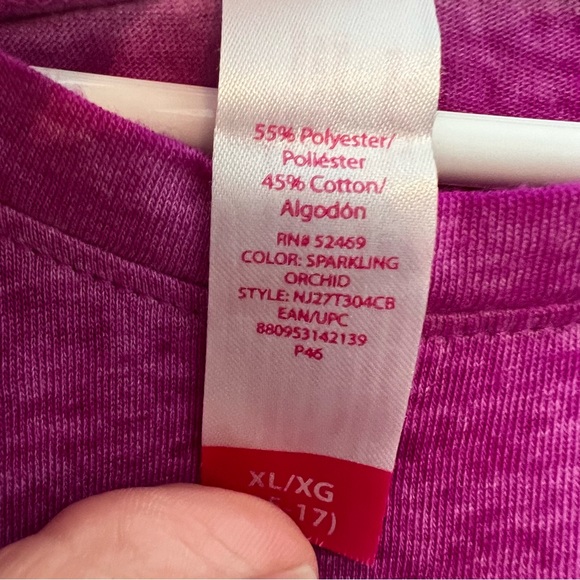 55% Polyester/
Poliéster
45% Cotton/
Algodón
RN# 52469
COLOR: SPARKLING
ORCHID
STYLE: NJ27T304CB
EAN/UPC
880953142139
P46
XL/XG
17)